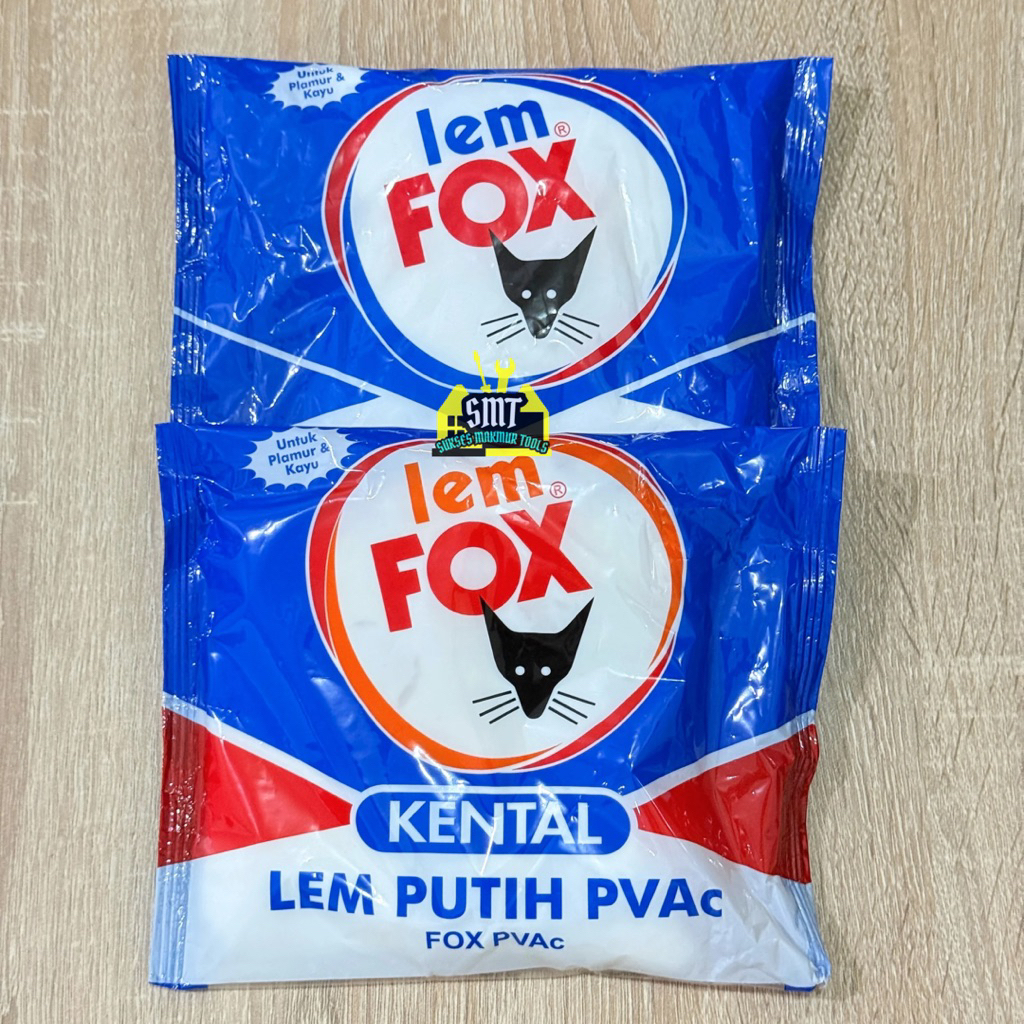 Untuk
Plamur &
Kayu
lem®
FOX
SMT
SUKSES MAKMUR TOOLS
Untuk
Plamur &
Kayu
lem®
FOX
KENTAL
LEM PUTIH PVAc
FOX PVAc